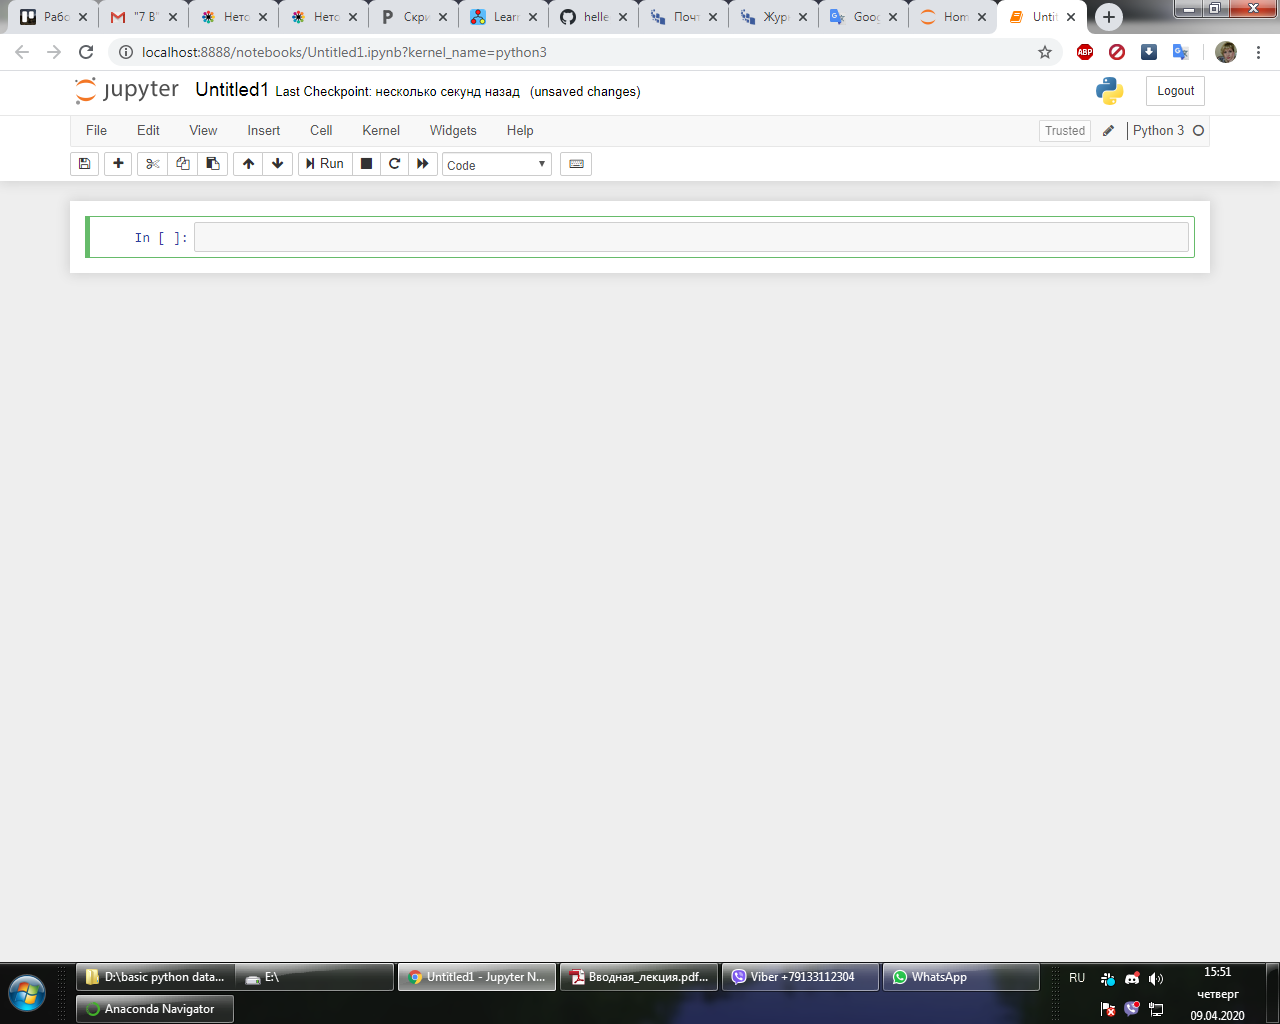 Рабо
"7 В"
Нето
Нето
Скри
Learn
helle
Почт
Журн
Goog
Hom
Untit
localhost:8888/notebooks/Untitled1.ipynb?kernel_name=python3
ABP
jupyter Untitled1 Last Checkpoint: несколько секунд назад (unsaved changes)
Logout
File Edit View Insert Cell Kernel Widgets Help
Trusted Python 3
Run Code
In [ ]:
D:\basic python data...
E:\
Untitled1 - Jupyter N...
Вводная_лекция.pdf...
Viber +79133112304
WhatsApp
Anaconda Navigator
RU
15:51
четверг
09.04.2020